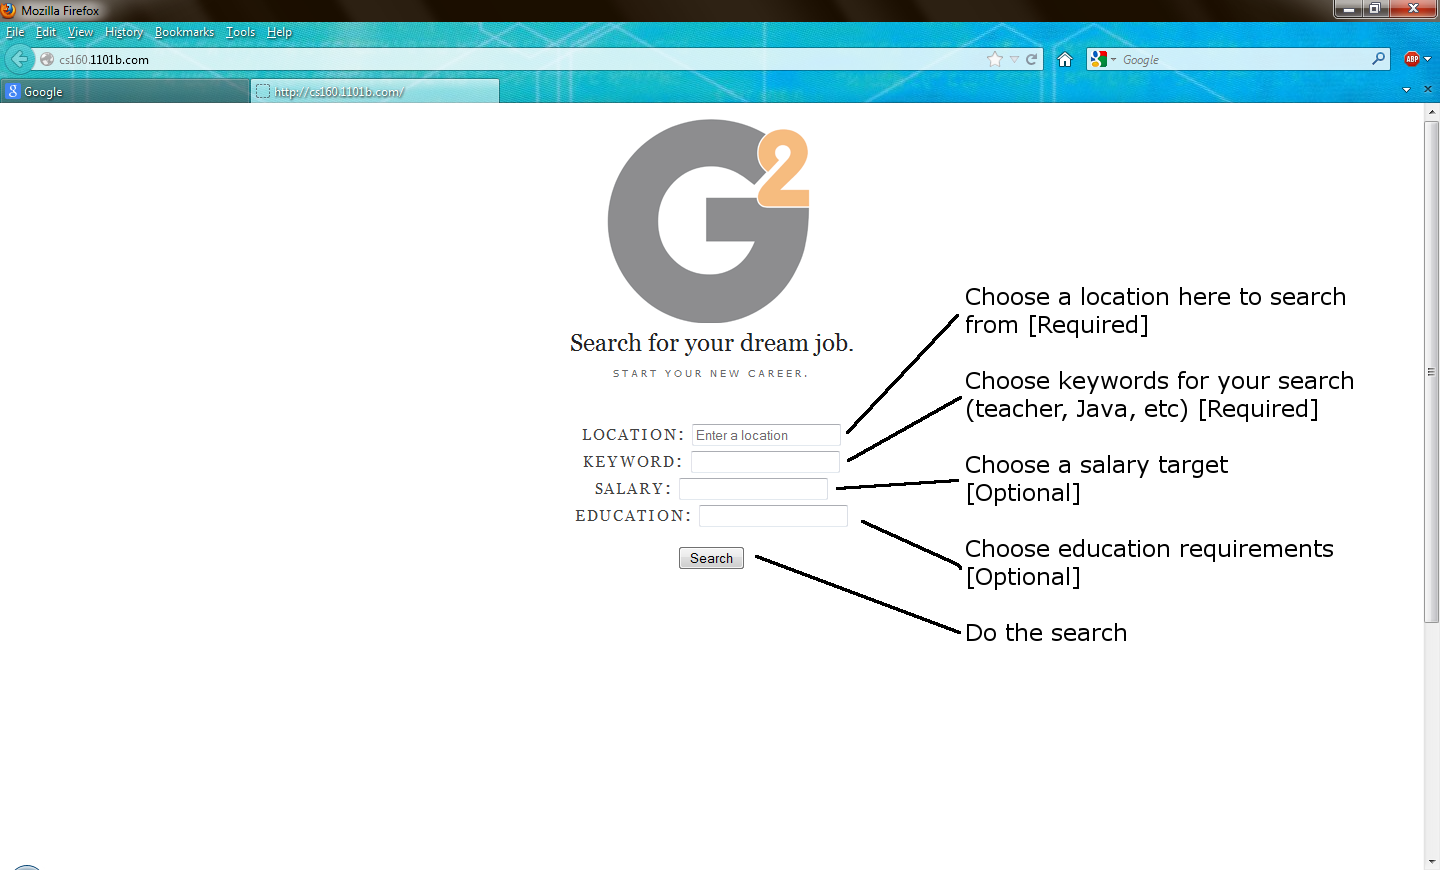 Mozilla Firefox
File Edit View History Bookmarks Tools Help
cs160.1101b.com
Google
ABP
Google
http://cs160.1101b.com/
G2
Search for your dream job.
START YOUR NEW CAREER.
LOCATION: Enter a location
KEYWORD:
SALARY:
EDUCATION:
Search
Choose a location here to search
from [Required]
Choose keywords for your search
(teacher, Java, etc) [Required]
Choose a salary target
[Optional]
Choose education requirements
[Optional]
Do the search